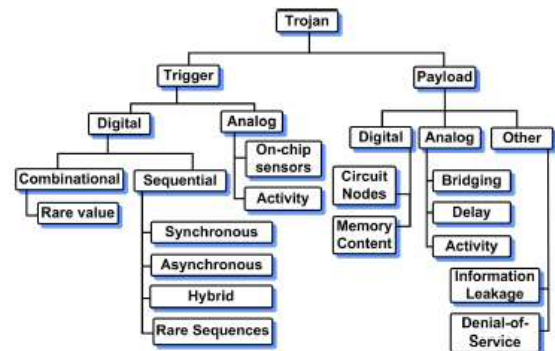 Trojan
Trigger
Payload
Digital
Analog
Digital
Analog
Other
Combinational
Sequential
On-chip
sensors
Activity
Rare value
Synchronous
Asynchronous
Hybrid
Rare Sequences
Circuit
Nodes
Memory
Content
Bridging
Delay
Activity
Information
Leakage
Denial-of-
Service